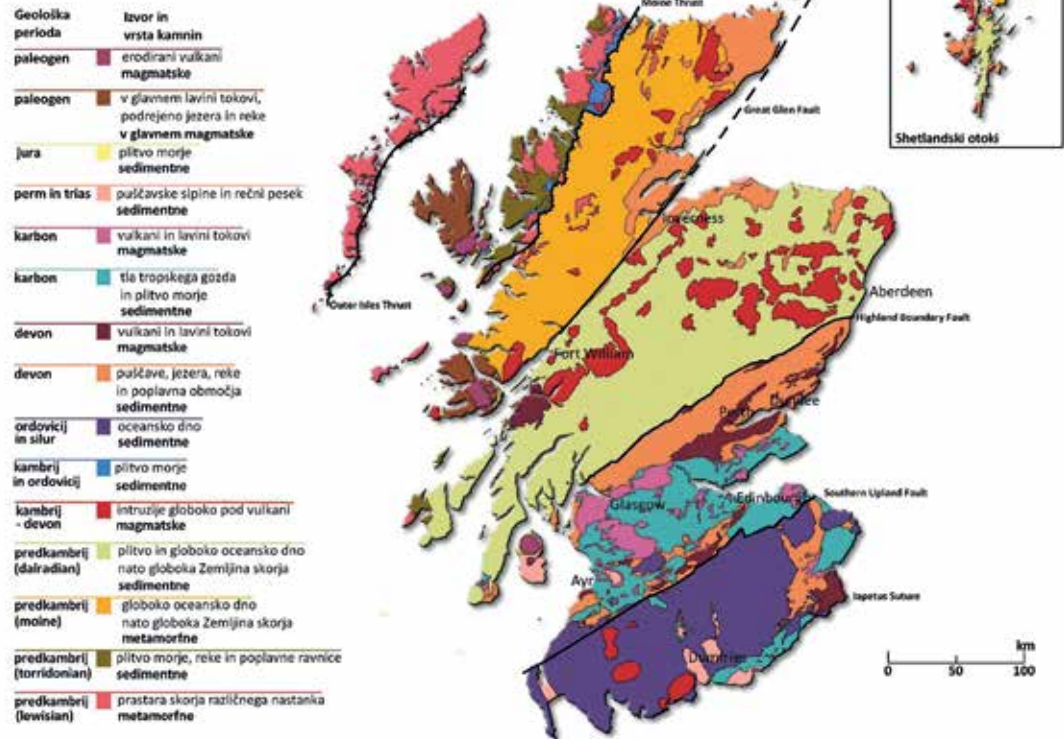 Geološka
perioda
Izvor in
vrsta kamnin
paleogen
erodirani vulkani
magmatske
paleogen
v glavnem lavini tokovi,
podrejeno jezera in reke
v glavnem magmatske
jura
plitvo morje
sedimentne
perm in trias
puščavske sipine in rečni pesek
sedimentne
karbon
vulkani in lavini tokovi
magmatske
karbon
tla tropskega gozda
in plitvo morje
sedimentne
devon
vulkani in lavini tokovi
magmatske
devon
puščave, jezera, reke
in poplavna območja
sedimentne
ordovicij
in silur
oceansko dno
sedimentne
kambrij
in ordovicij
plitvo morje
sedimentne
kambrij
- devon
intruzije globoko pod vulkani
magmatske
predkambrij
(dalradian)
plitvo in globoko oceansko dno
nato globoka Zemljina skorja
sedimentne
predkambrij
(moine)
globoko oceansko dno
nato globoka Zemljina skorja
metamorfne
predkambrij
(torridonian)
plitvo morje, reke in poplavne ravnice
sedimentne
predkambrij
(lewisian)
prastara skorja različnega nastanka
metamorfne
Moine Thrust
Great Glen Fault
Shetlandski otoki
Inverness
Outer Isles Thrust
Aberdeen
Highland Boundary Fault
Fort William
Perth
Dundee
Glasgow
Edinburgh
Southern Upland Fault
Ayr
Iapetus Suture
Dumfries
km
0 50 100